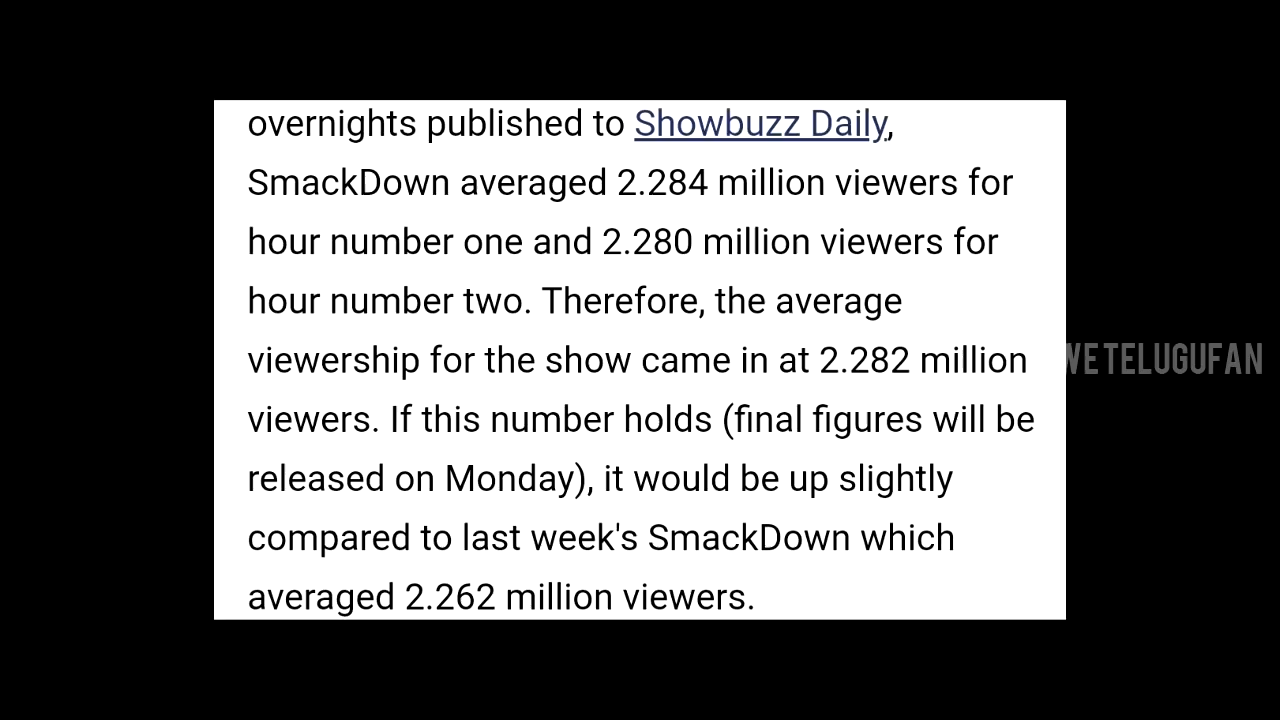 overnights published to Showbuzz Daily,
SmackDown averaged 2.284 million viewers for
hour number one and 2.280 million viewers for
hour number two. Therefore, the average
viewership for the show came in at 2.282 million
viewers. If this number holds (final figures will be
released on Monday), it would be up slightly
compared to last week's SmackDown which
averaged 2.262 million viewers.
WETELUGUFAN